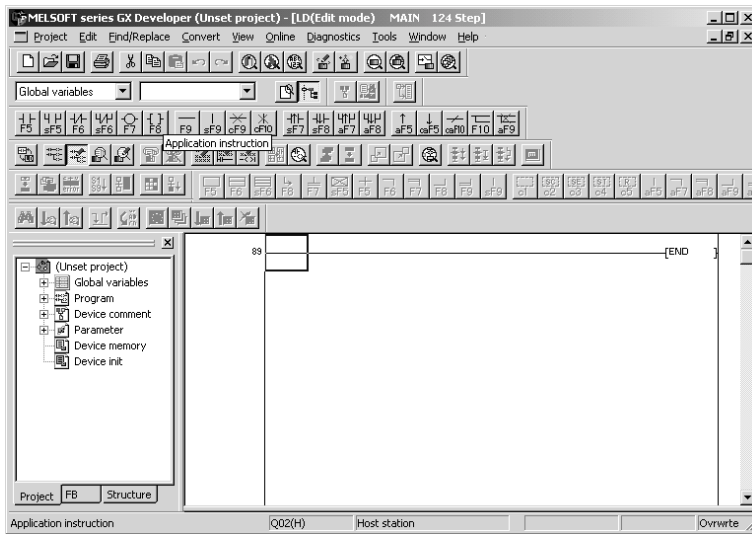 MELSOFT series GX Developer (Unset project) - [LD(Edit mode) MAIN 124 Step]
Project Edit Find/Replace Convert View Online Diagnostics Tools Window Help
Global variables
F5 sF5 F6 sF6 F7 F8 F9 sF9 cF9 cF10 sF7 sF8 aF7 aF8 aF5 caF5 caF10 F10 aF9
Application instruction
F5 F6 sF6 F8 F7 sF5 F5 F6 F7 F8 F9 sF9 c1 c2 c3 c4 c5 aF5 aF7 aF8 aF9
89 [END ]
(Unset project)
Global variables
Program
Device comment
Parameter
Device memory
Device init
Project FB Structure
Application instruction Q02(H) Host station Ovrwrte